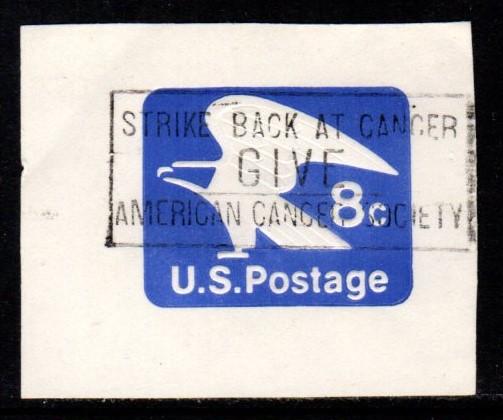 STRIKE BACK AT CANCER
GIVE
8c
AMERICAN CANCER SOCIETY
U.S.Postage